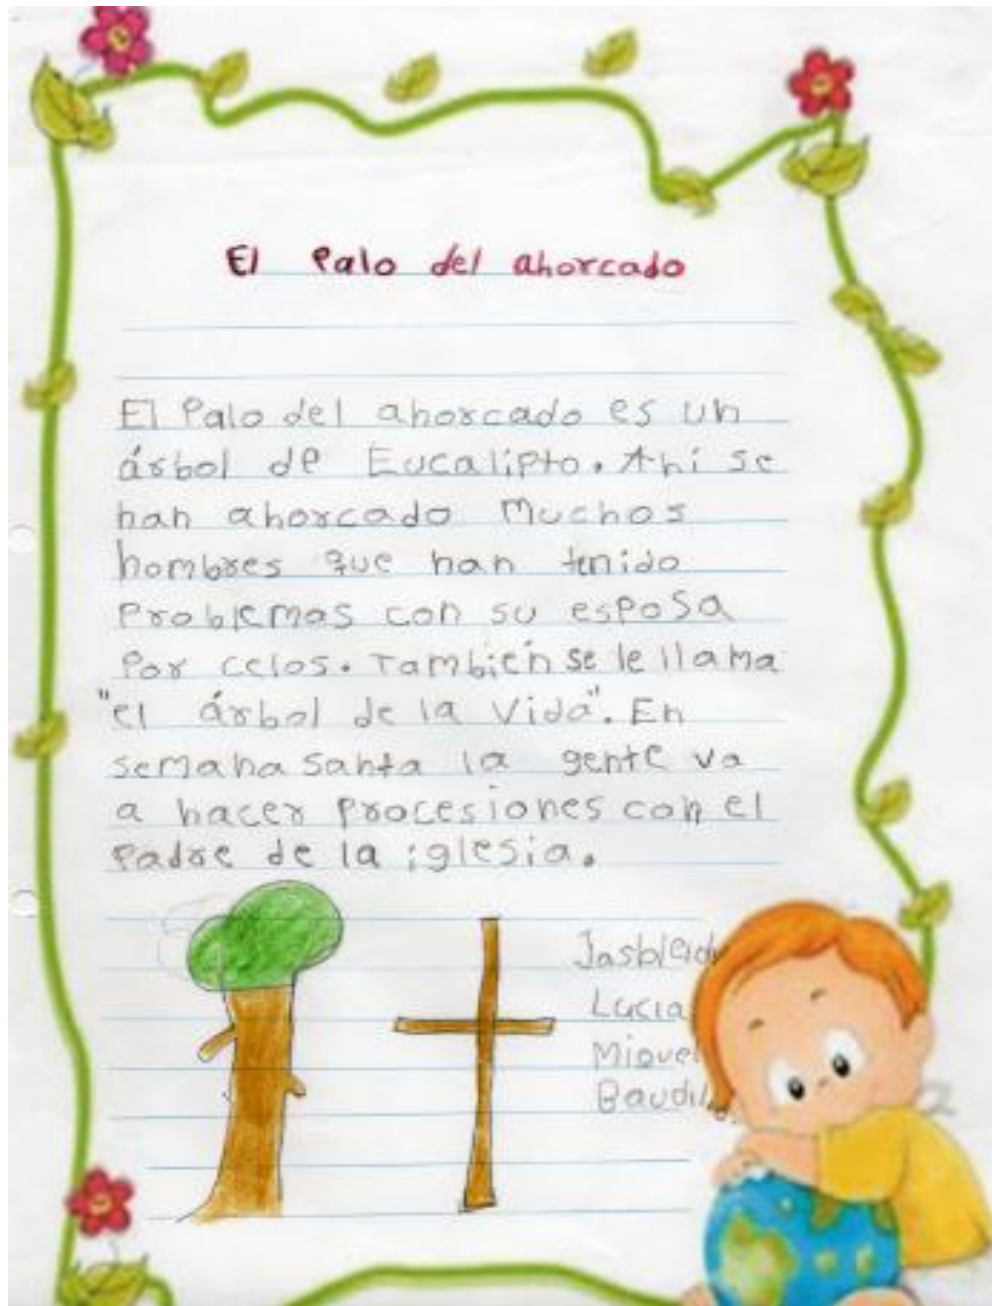 El Palo del ahorcado
El Palo del ahorcado es un
árbol de Eucalipto. Ahí se
han ahorcado muchos
hombres que han tenido
Problemas con su esposa
Por celos. También se le llama
"el árbol de la vida". En
semana santa la gente va
a hacer Procesiones con el
Padre de la iglesia.
Lucia
Miguel